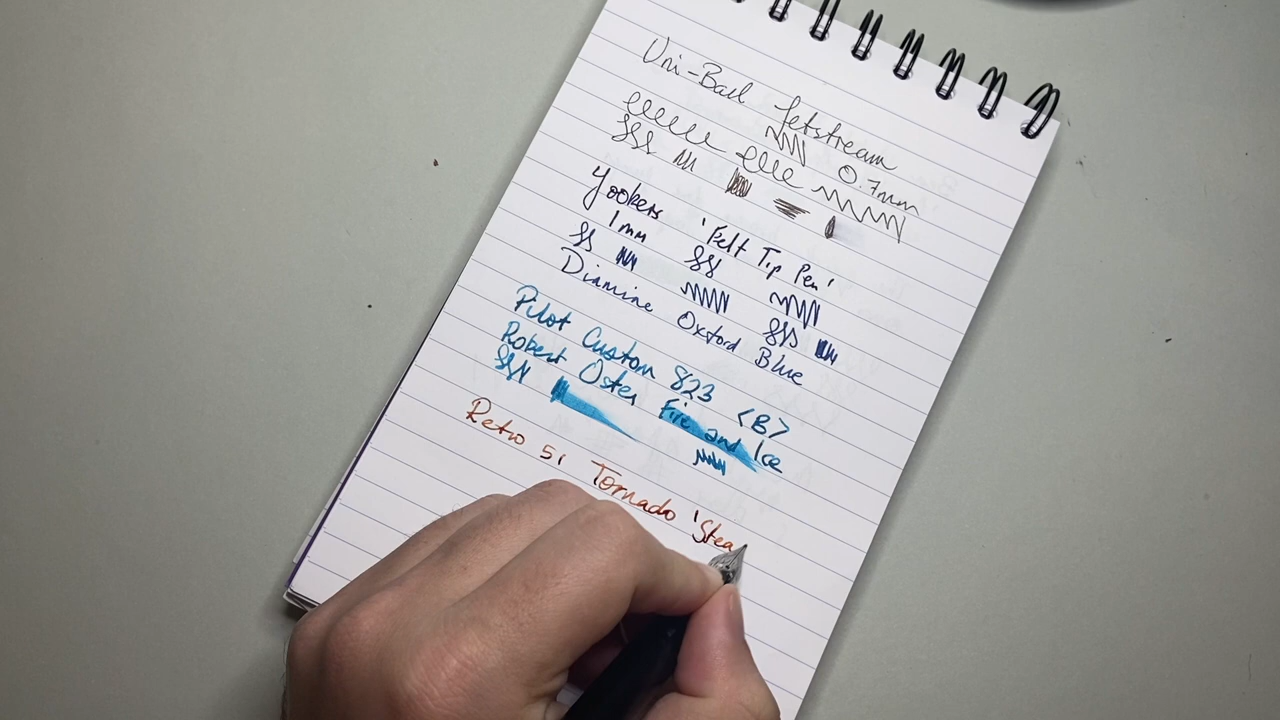 Uni-Ball Jetstream
0.7mm
Yookers 'Felt Tip Pen'
1mm
Diamine Oxford Blue
Pilot Custom 823 <B>
Robert Oster Fire and Ice
Retro 51 Tornado 'Stea